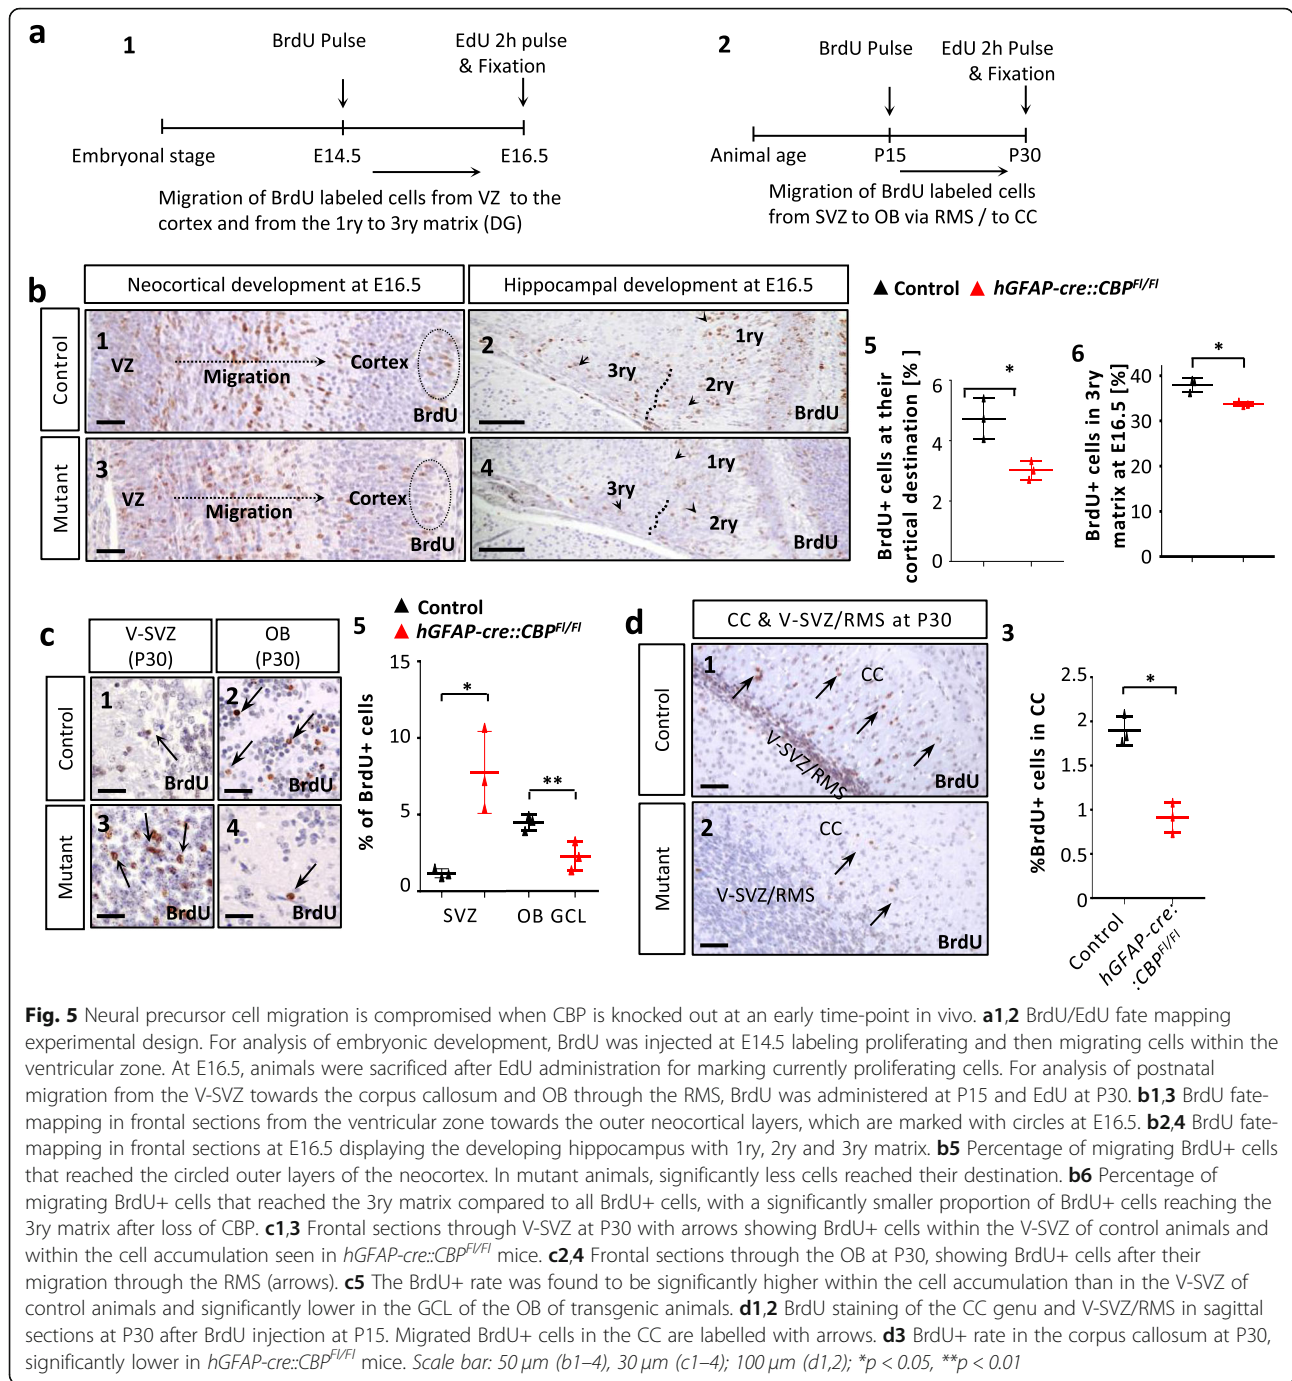 a
1
BrdU Pulse
EdU 2h pulse
& Fixation
Embryonal stage
E14.5
E16.5
Migration of BrdU labeled cells from VZ to the
cortex and from the 1ry to 3ry matrix (DG)
2
BrdU Pulse
EdU 2h Pulse
& Fixation
Animal age
P15
P30
Migration of BrdU labeled cells
from SVZ to OB via RMS / to CC
b
Neocortical development at E16.5
Hippocampal development at E16.5
Control
Mutant
1
VZ
Migration
Cortex
BrdU
2
1ry
3ry
2ry
BrdU
3
VZ
Migration
Cortex
BrdU
4
1ry
3ry
2ry
BrdU
▲ Control ▲ hGFAP-cre::CBP^Fl/Fl
5
BrdU+ cells at their
cortical destination [%]
6
4
2
0
*
6
BrdU+ cells in 3ry
matrix at E16.5 [%]
40
30
20
10
0
*
c
V-SVZ
(P30)
OB
(P30)
Control
Mutant
1
BrdU
2
BrdU
3
BrdU
4
BrdU
5
▲ Control
▲ hGFAP-cre::CBP^Fl/Fl
% of BrdU+ cells
15
10
5
0
*
**
SVZ
OB GCL
d
CC & V-SVZ/RMS at P30
Control
Mutant
1
CC
V-SVZ/RMS
BrdU
2
CC
V-SVZ/RMS
BrdU
3
%BrdU+ cells in CC
2.5
2
1.5
1
0.5
0
*
Control
hGFAP-cre:
:CBP^Fl/Fl
Fig. 5 Neural precursor cell migration is compromised when CBP is knocked out at an early time-point in vivo. a1,2 BrdU/EdU fate mapping
experimental design. For analysis of embryonic development, BrdU was injected at E14.5 labeling proliferating and then migrating cells within the
ventricular zone. At E16.5, animals were sacrificed after EdU administration for marking currently proliferating cells. For analysis of postnatal
migration from the V-SVZ towards the corpus callosum and OB through the RMS, BrdU was administered at P15 and EdU at P30. b1,3 BrdU fate-
mapping in frontal sections from the ventricular zone towards the outer neocortical layers, which are marked with circles at E16.5. b2,4 BrdU fate-
mapping in frontal sections at E16.5 displaying the developing hippocampus with 1ry, 2ry and 3ry matrix. b5 Percentage of migrating BrdU+ cells
that reached the circled outer layers of the neocortex. In mutant animals, significantly less cells reached their destination. b6 Percentage of
migrating BrdU+ cells that reached the 3ry matrix compared to all BrdU+ cells, with a significantly smaller proportion of BrdU+ cells reaching the
3ry matrix after loss of CBP. c1,3 Frontal sections through V-SVZ at P30 with arrows showing BrdU+ cells within the V-SVZ of control animals and
within the cell accumulation seen in hGFAP-cre::CBP^Fl/Fl mice. c2,4 Frontal sections through the OB at P30, showing BrdU+ cells after their
migration through the RMS (arrows). c5 The BrdU+ rate was found to be significantly higher within the cell accumulation than in the V-SVZ of
control animals and significantly lower in the GCL of the OB of transgenic animals. d1,2 BrdU staining of the CC genu and V-SVZ/RMS in sagittal
sections at P30 after BrdU injection at P15. Migrated BrdU+ cells in the CC are labelled with arrows. d3 BrdU+ rate in the corpus callosum at P30,
significantly lower in hGFAP-cre::CBP^Fl/Fl mice. Scale bar: 50 μm (b1–4), 30 μm (c1–4); 100 μm (d1,2); *p < 0.05, **p < 0.01